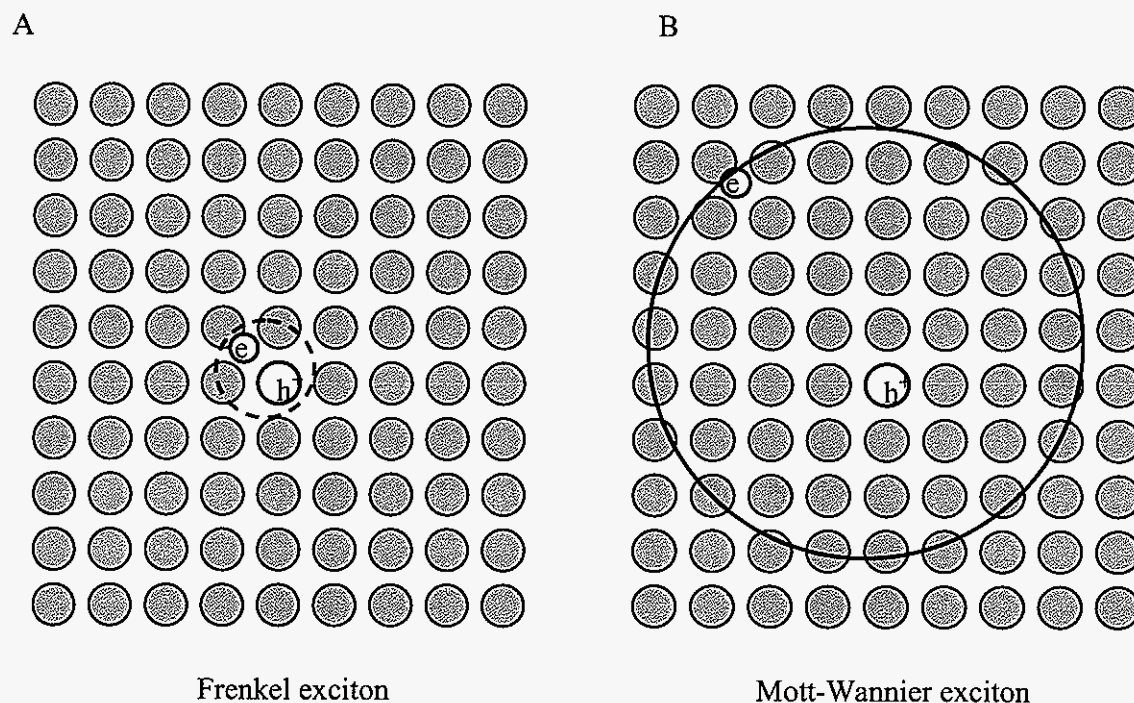 A
B
e
h⁺
e
h⁺
Frenkel exciton
Mott-Wannier exciton